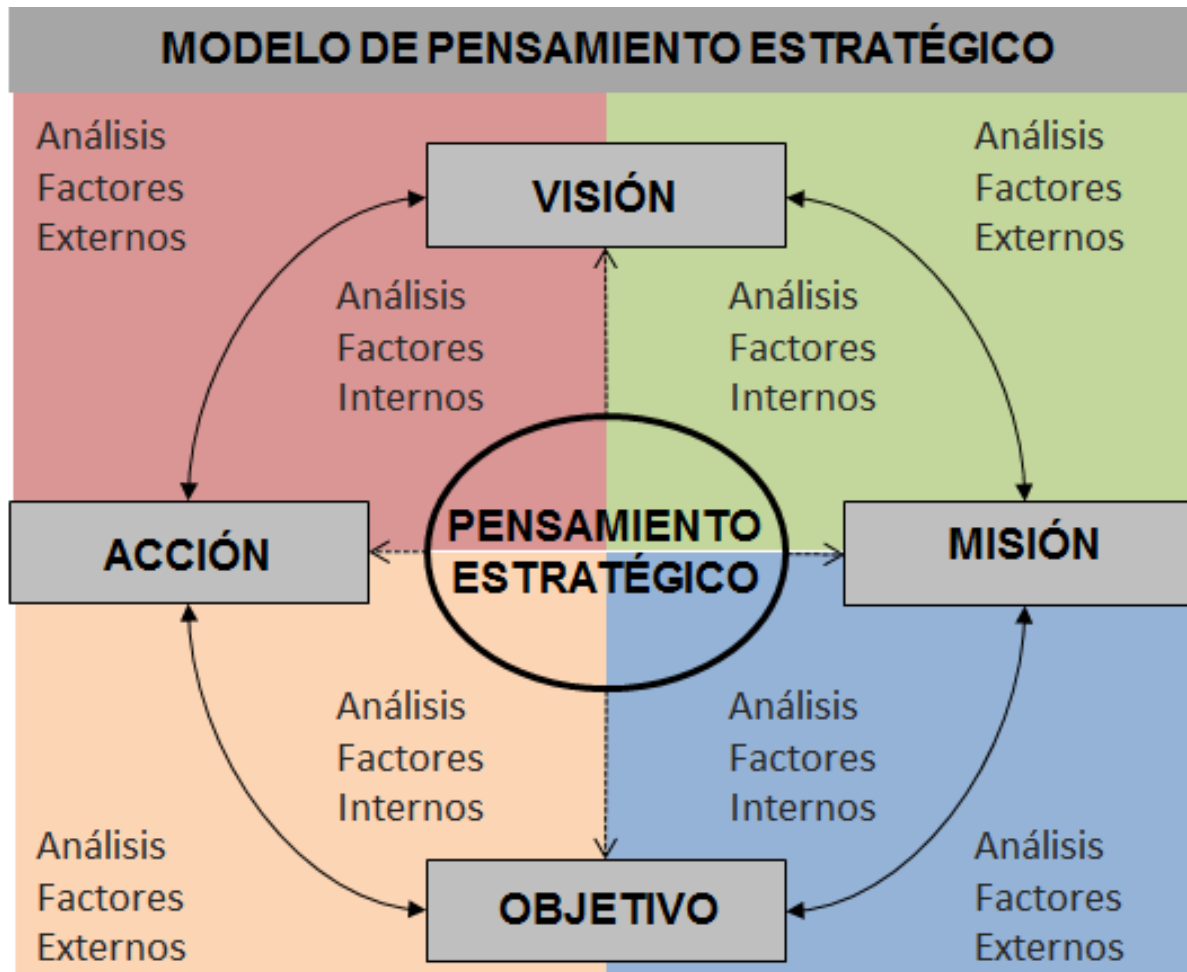 MODELO DE PENSAMIENTO ESTRATÉGICO
Análisis
Factores
Externos
Análisis
Factores
Externos
VISIÓN
Análisis
Factores
Internos
Análisis
Factores
Internos
ACCIÓN
PENSAMIENTO
ESTRATÉGICO
MISIÓN
Análisis
Factores
Internos
Análisis
Factores
Internos
Análisis
Factores
Externos
OBJETIVO
Análisis
Factores
Externos